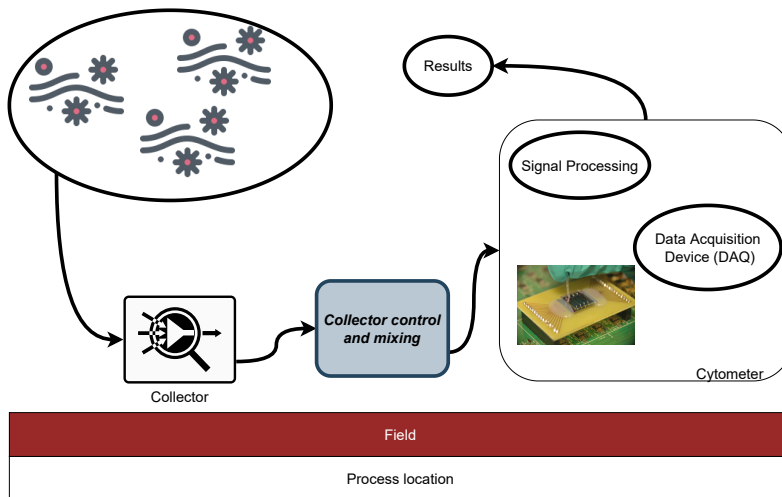 Results
Signal Processing
Data Acquisition
Device (DAQ)
Collector control
and mixing
Cytometer
Collector
Field
Process location